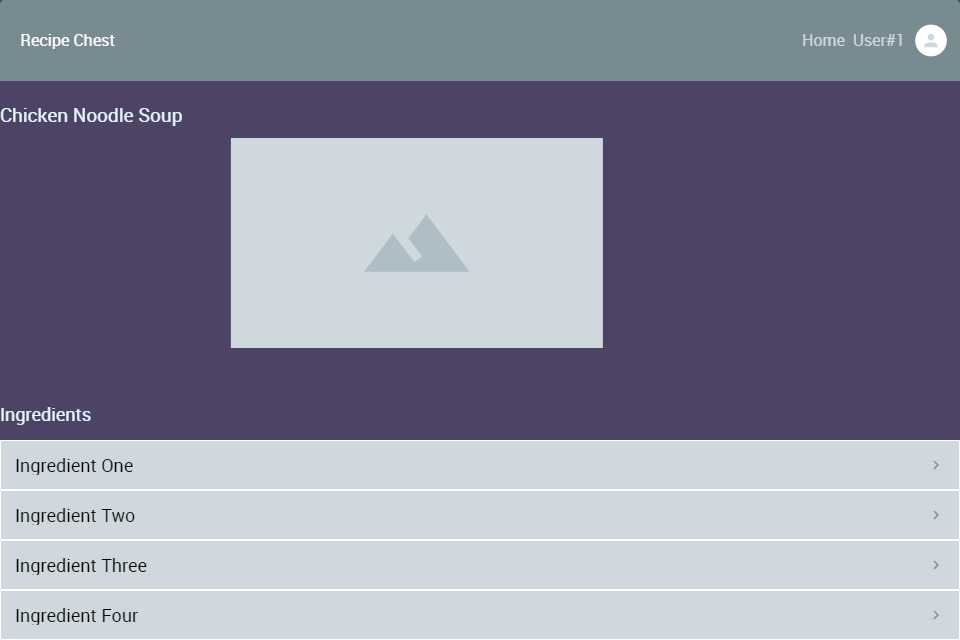 Recipe Chest
Home User#1
Chicken Noodle Soup
Ingredients
Ingredient One
Ingredient Two
Ingredient Three
Ingredient Four